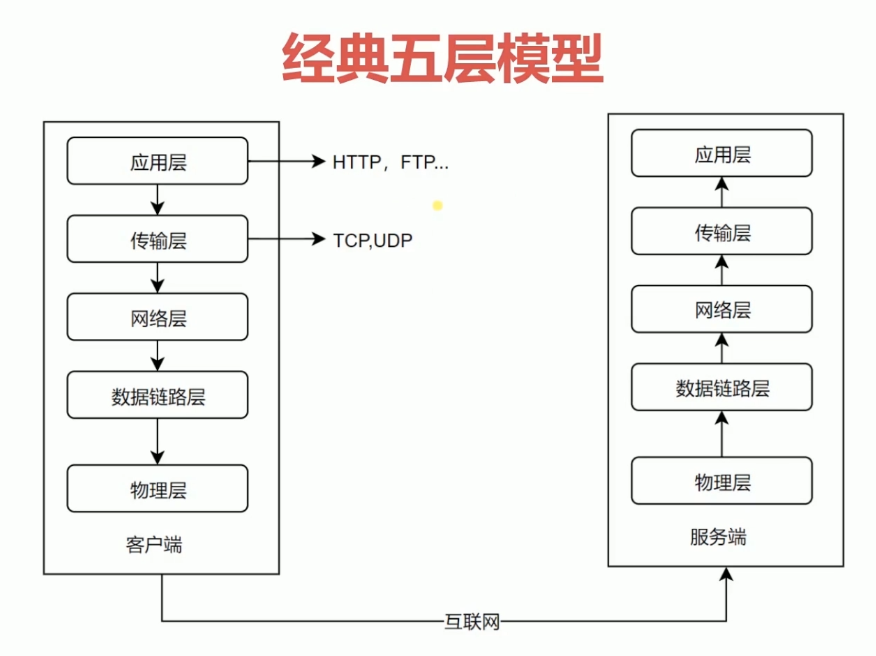 经典五层模型
应用层
HTTP，FTP...
传输层
TCP,UDP
网络层
数据链路层
物理层
客户端
应用层
传输层
网络层
数据链路层
物理层
服务端
互联网